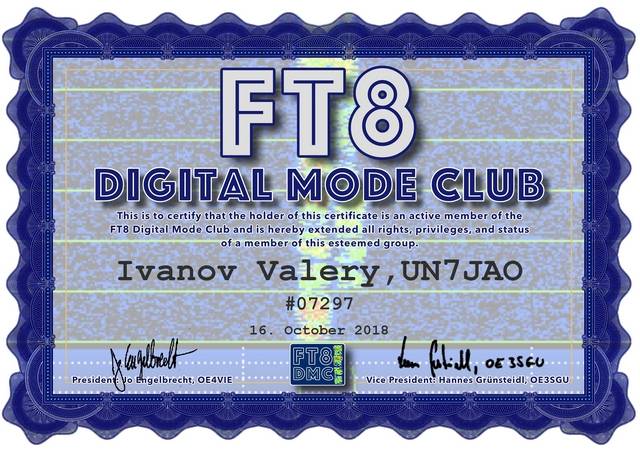 FT8
DIGITAL MODE CLUB
This is to certify that the holder of this certificate is an active member of the
FT8 Digital Mode Club and is hereby extended all rights, privileges, and status
of a member of this esteemed group.
Ivanov Valery,UN7JAO
#07297
16. October 2018
FT8
DMC
OE3SGU
President: Jo Engelbrecht, OE4VIE
Vice President: Hannes Grünsteidl, OE3SGU